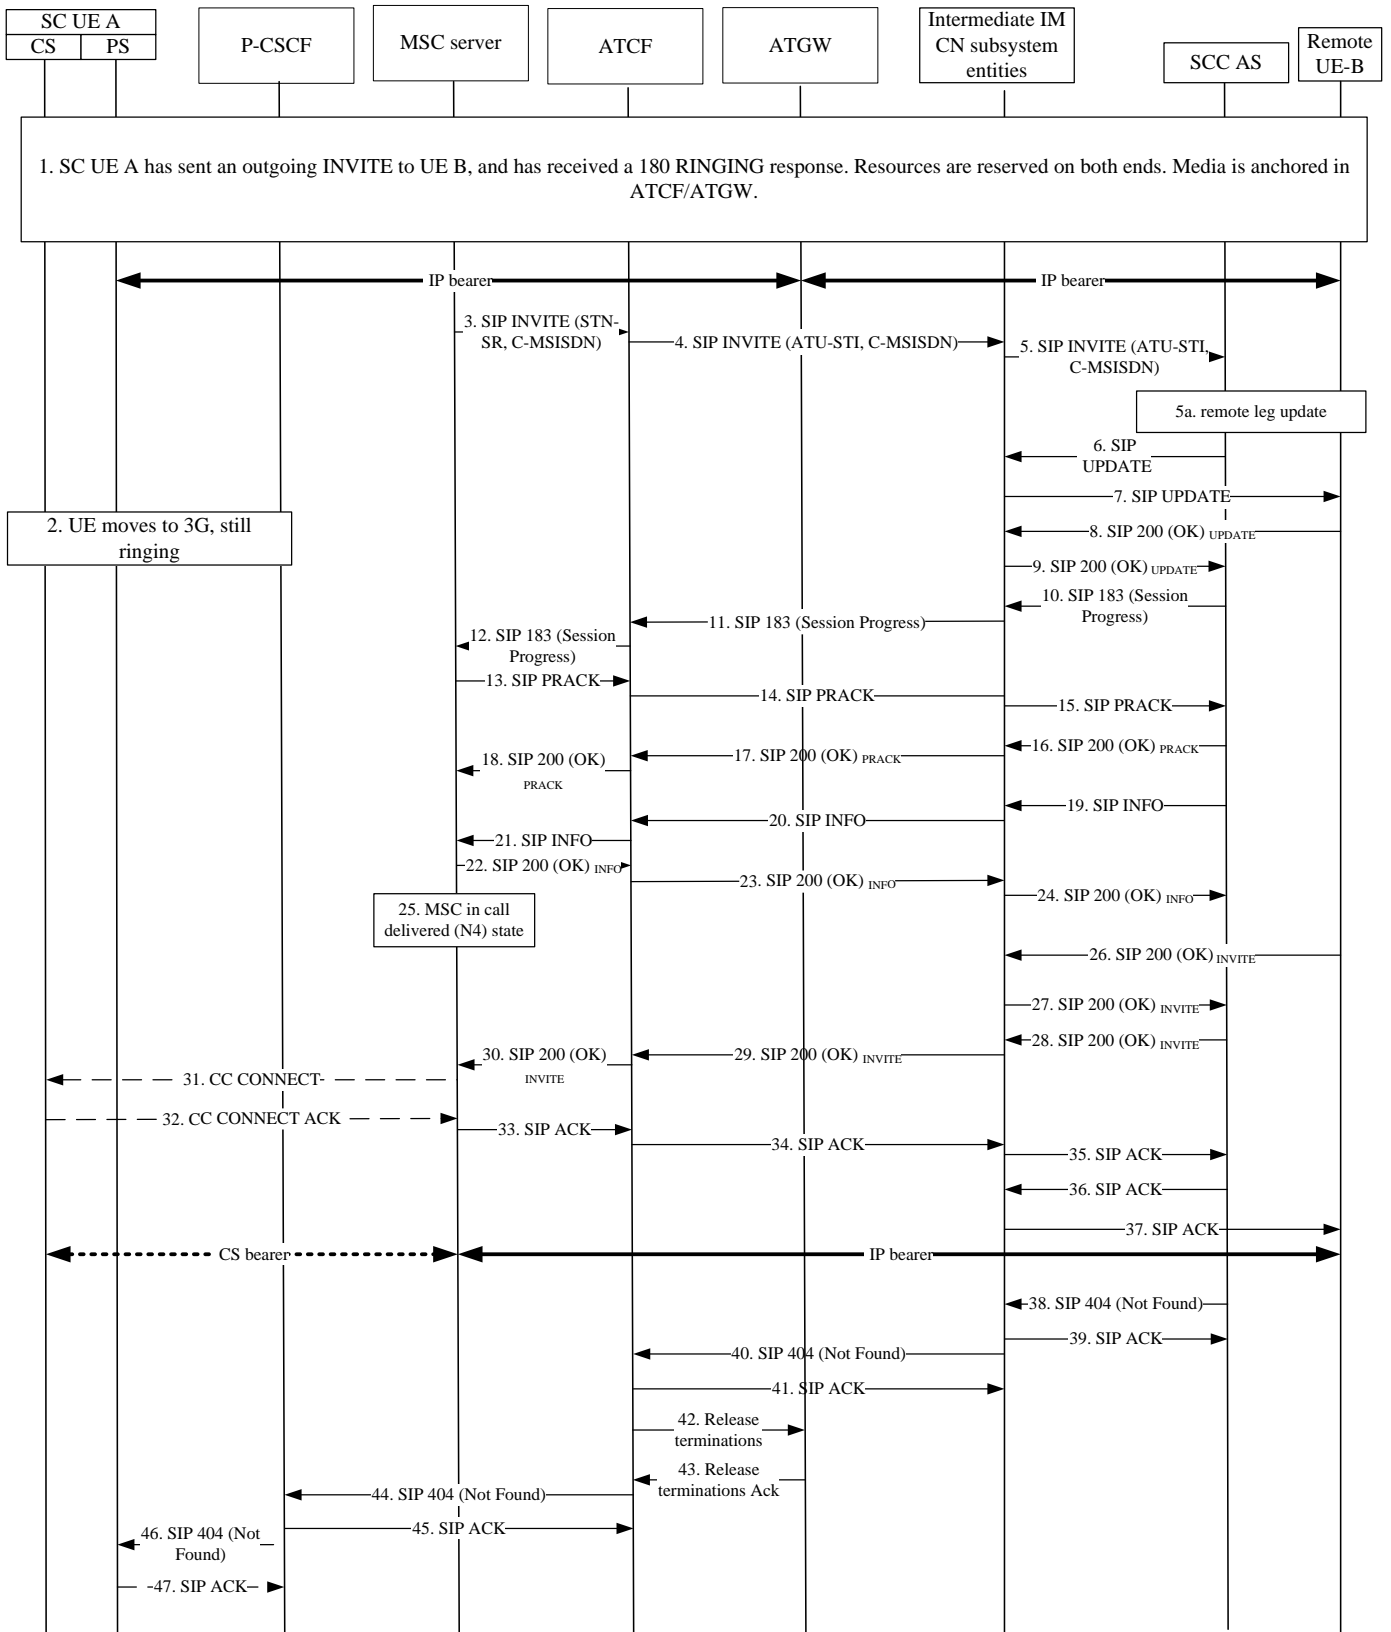 SC UE A
CS
PS
P-CSCF
MSC server
ATCF
ATGW
Intermediate IM
CN subsystem
entities
SCC AS
Remote
UE-B
1. SC UE A has sent an outgoing INVITE to UE B, and has received a 180 RINGING response. Resources are reserved on both ends. Media is anchored in
ATCF/ATGW.
IP bearer
IP bearer
3. SIP INVITE (STN-
SR, C-MSISDN)
4. SIP INVITE (ATU-STI, C-MSISDN)
5. SIP INVITE (ATU-STI,
C-MSISDN)
5a. remote leg update
6. SIP
UPDATE
7. SIP UPDATE
2. UE moves to 3G, still
ringing
8. SIP 200 (OK) UPDATE
9. SIP 200 (OK) UPDATE
10. SIP 183 (Session
Progress)
11. SIP 183 (Session Progress)
12. SIP 183 (Session
Progress)
13. SIP PRACK
14. SIP PRACK
15. SIP PRACK
16. SIP 200 (OK) PRACK
17. SIP 200 (OK) PRACK
18. SIP 200 (OK)
PRACK
19. SIP INFO
20. SIP INFO
21. SIP INFO
22. SIP 200 (OK) INFO
23. SIP 200 (OK) INFO
24. SIP 200 (OK) INFO
25. MSC in call
delivered (N4) state
26. SIP 200 (OK) INVITE
27. SIP 200 (OK) INVITE
28. SIP 200 (OK) INVITE
29. SIP 200 (OK) INVITE
30. SIP 200 (OK)
INVITE
31. CC CONNECT
32. CC CONNECT ACK
33. SIP ACK
34. SIP ACK
35. SIP ACK
36. SIP ACK
37. SIP ACK
CS bearer
IP bearer
38. SIP 404 (Not Found)
39. SIP ACK
40. SIP 404 (Not Found)
41. SIP ACK
42. Release
terminations
43. Release
terminations Ack
44. SIP 404 (Not Found)
45. SIP ACK
46. SIP 404 (Not
Found)
47. SIP ACK